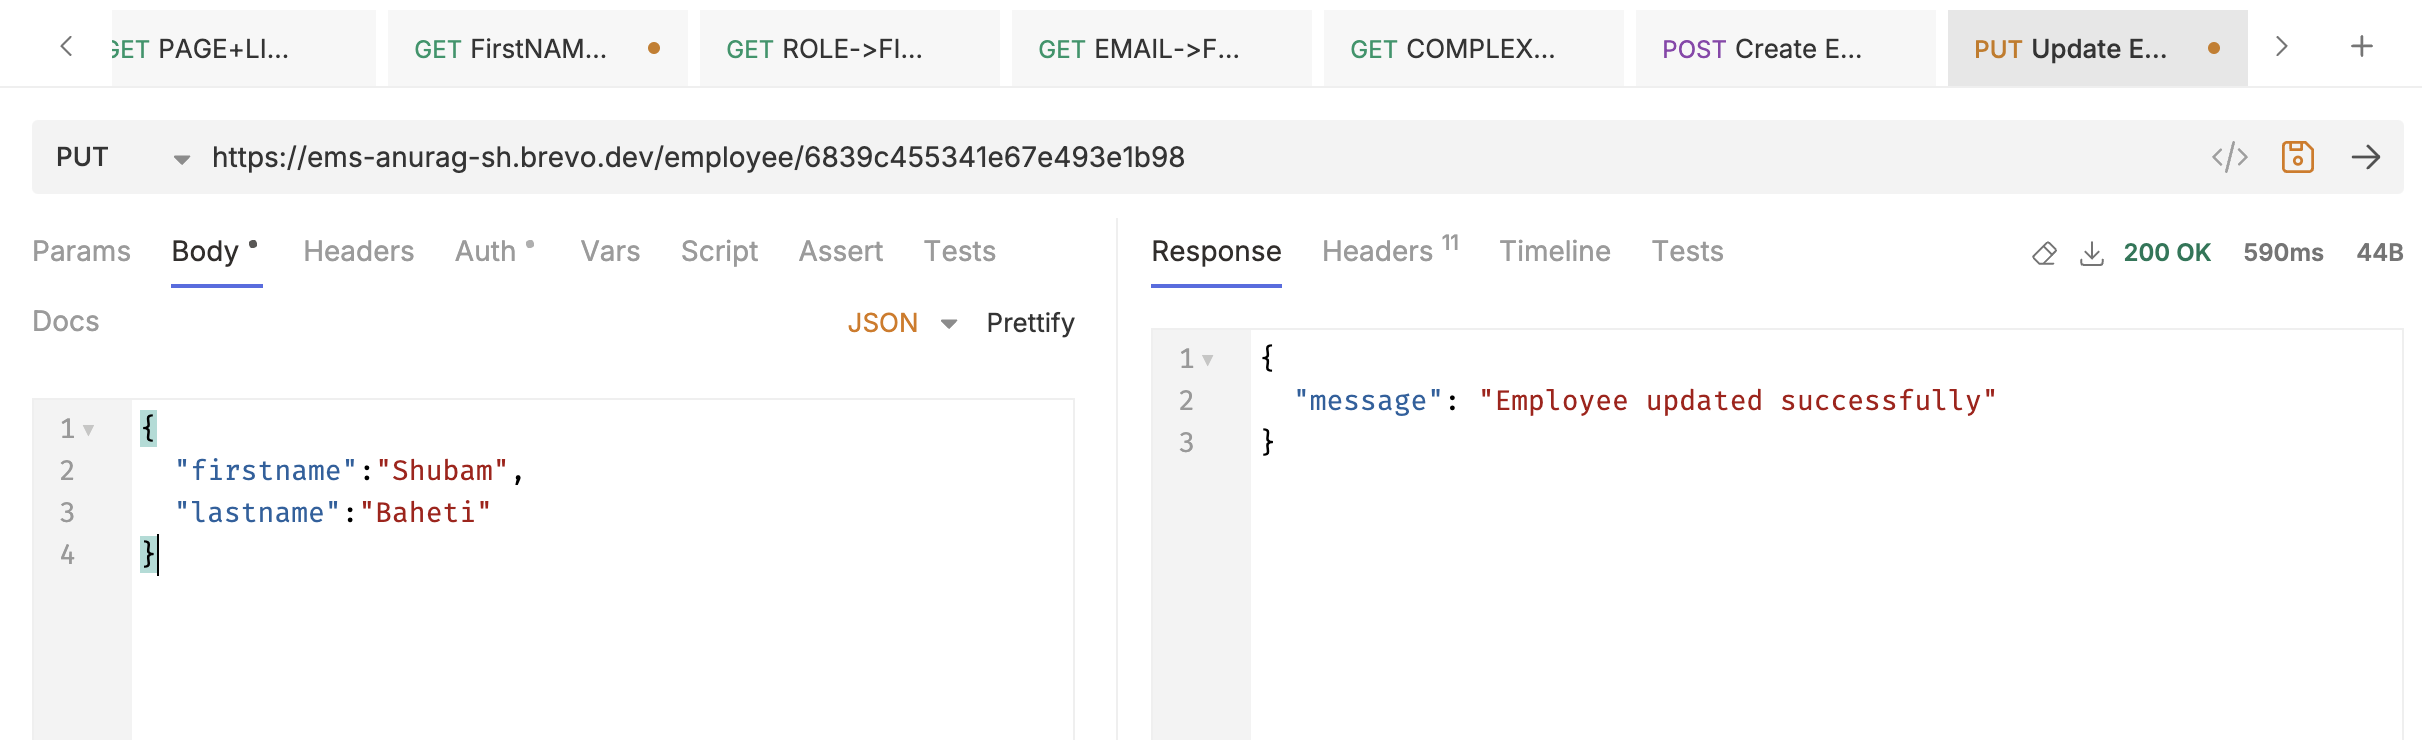 GET PAGE+LI...
GET FirstNAM...
GET ROLE->FI...
GET EMAIL->F...
GET COMPLEX...
POST Create E...
PUT Update E...
PUT https://ems-anurag-sh.brevo.dev/employee/6839c455341e67e493e1b98
Params Body Headers Auth Vars Script Assert Tests
Docs JSON Prettify
1 {
2 "firstname":"Shubam",
3 "lastname":"Baheti"
4 }
Response Headers 11 Timeline Tests 200 OK 590ms 44B
1 {
2 "message": "Employee updated successfully"
3 }